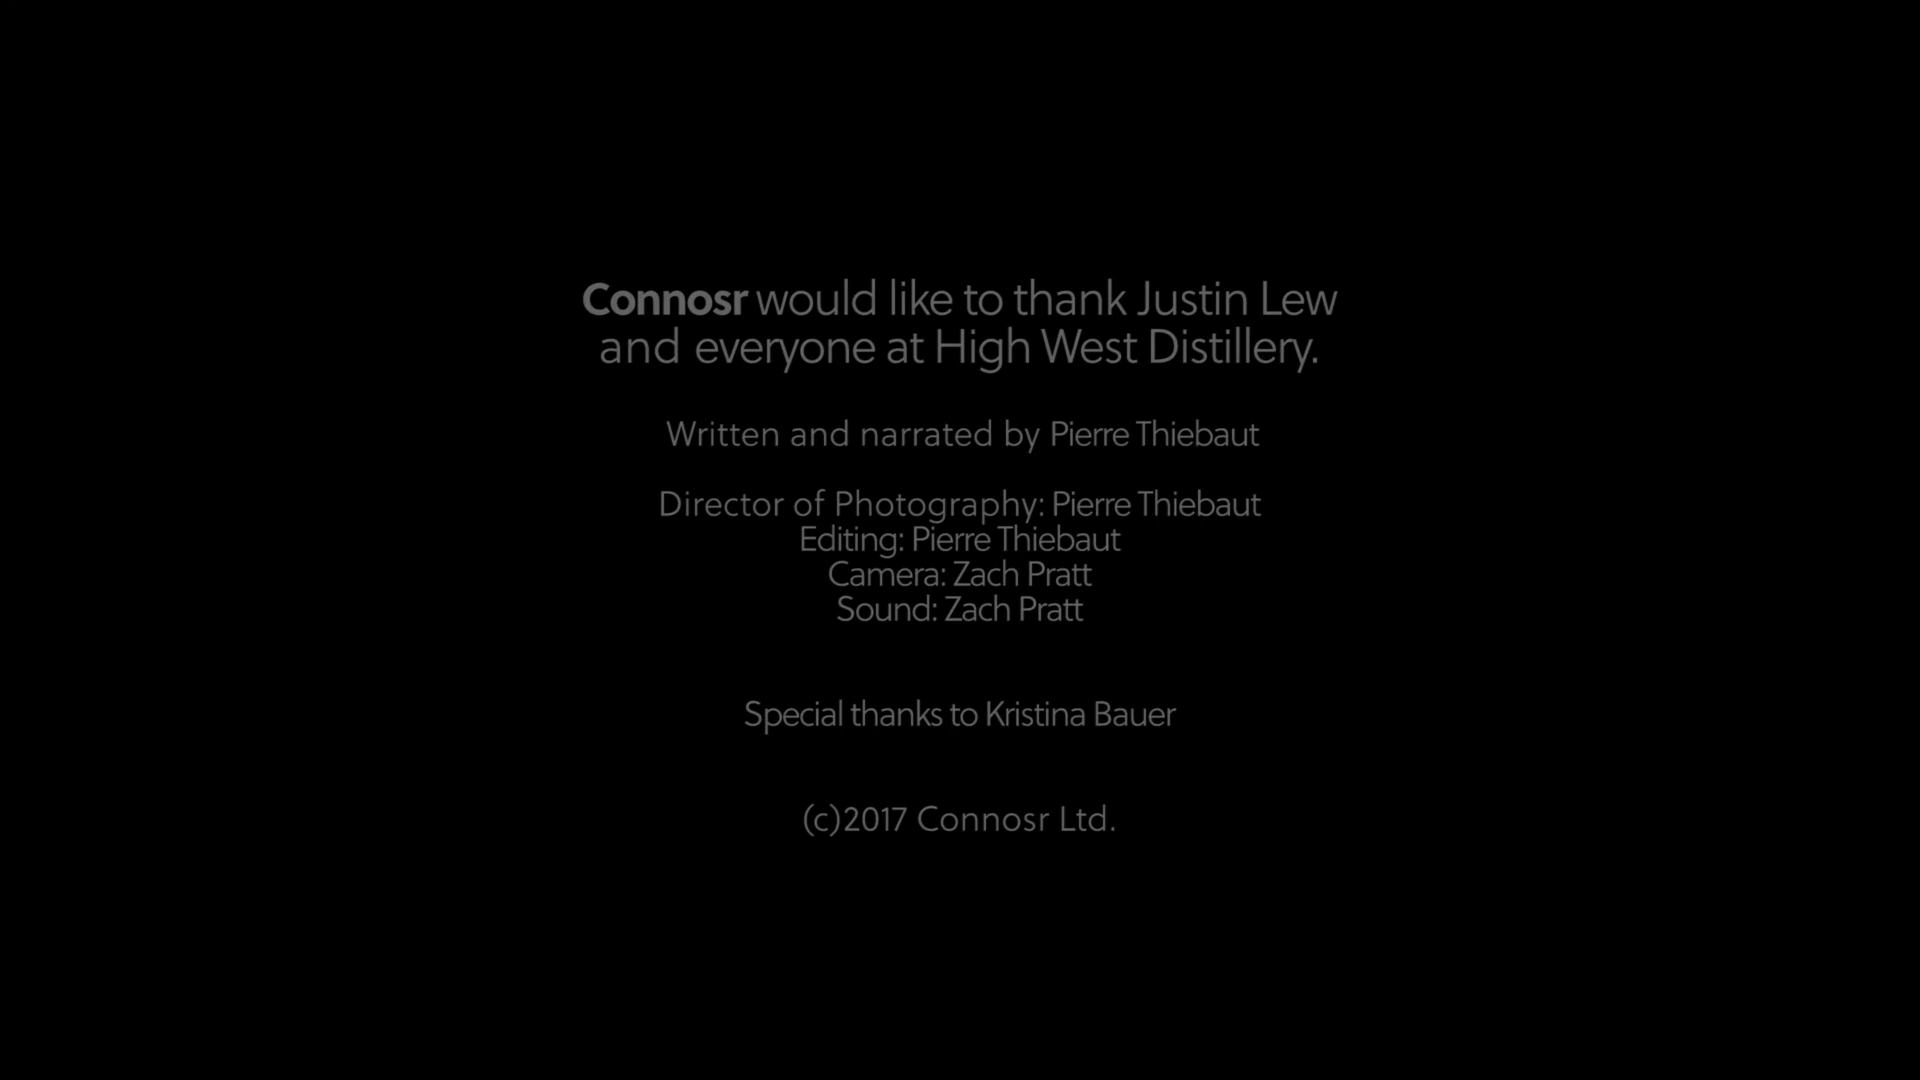 Connosr would like to thank Justin Lew
and everyone at High West Distillery.
Written and narrated by Pierre Thiebaut
Director of Photography: Pierre Thiebaut
Editing: Pierre Thiebaut
Camera: Zach Pratt
Sound: Zach Pratt
Special thanks to Kristina Bauer
(c)2017 Connosr Ltd.